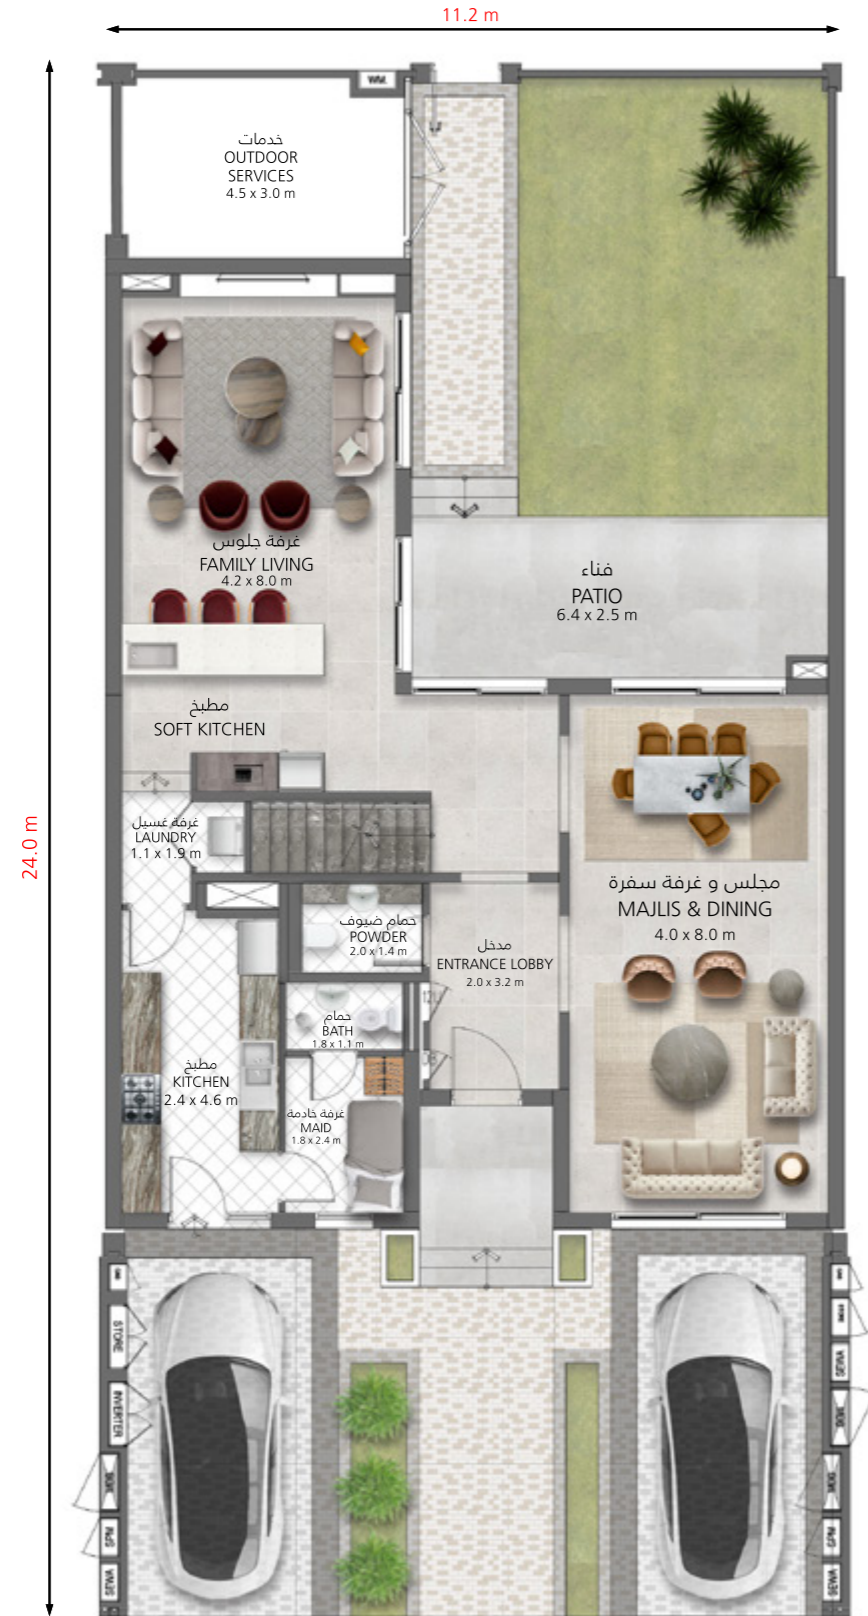 11.2 m
24.0 m
WM.
خدمات
OUTDOOR
SERVICES
4.5 x 3.0 m
غرفة جلوس
FAMILY LIVING
4.2 x 8.0 m
فناء
PATIO
6.4 x 2.5 m
مطبخ
SOFT KITCHEN
غرفة غسيل
LAUNDRY
1.1 x 1.9 m
مجلس و غرفة سفرة
MAJLIS & DINING
4.0 x 8.0 m
حمام ضيوف
POWDER
2.0 x 1.4 m
مدخل
ENTRANCE LOBBY
2.0 x 3.2 m
حمام
BATH
1.8 x 1.1 m
مطبخ
KITCHEN
2.4 x 4.6 m
غرفة خادمة
MAID
1.8 x 2.4 m
STORE
INVERTER